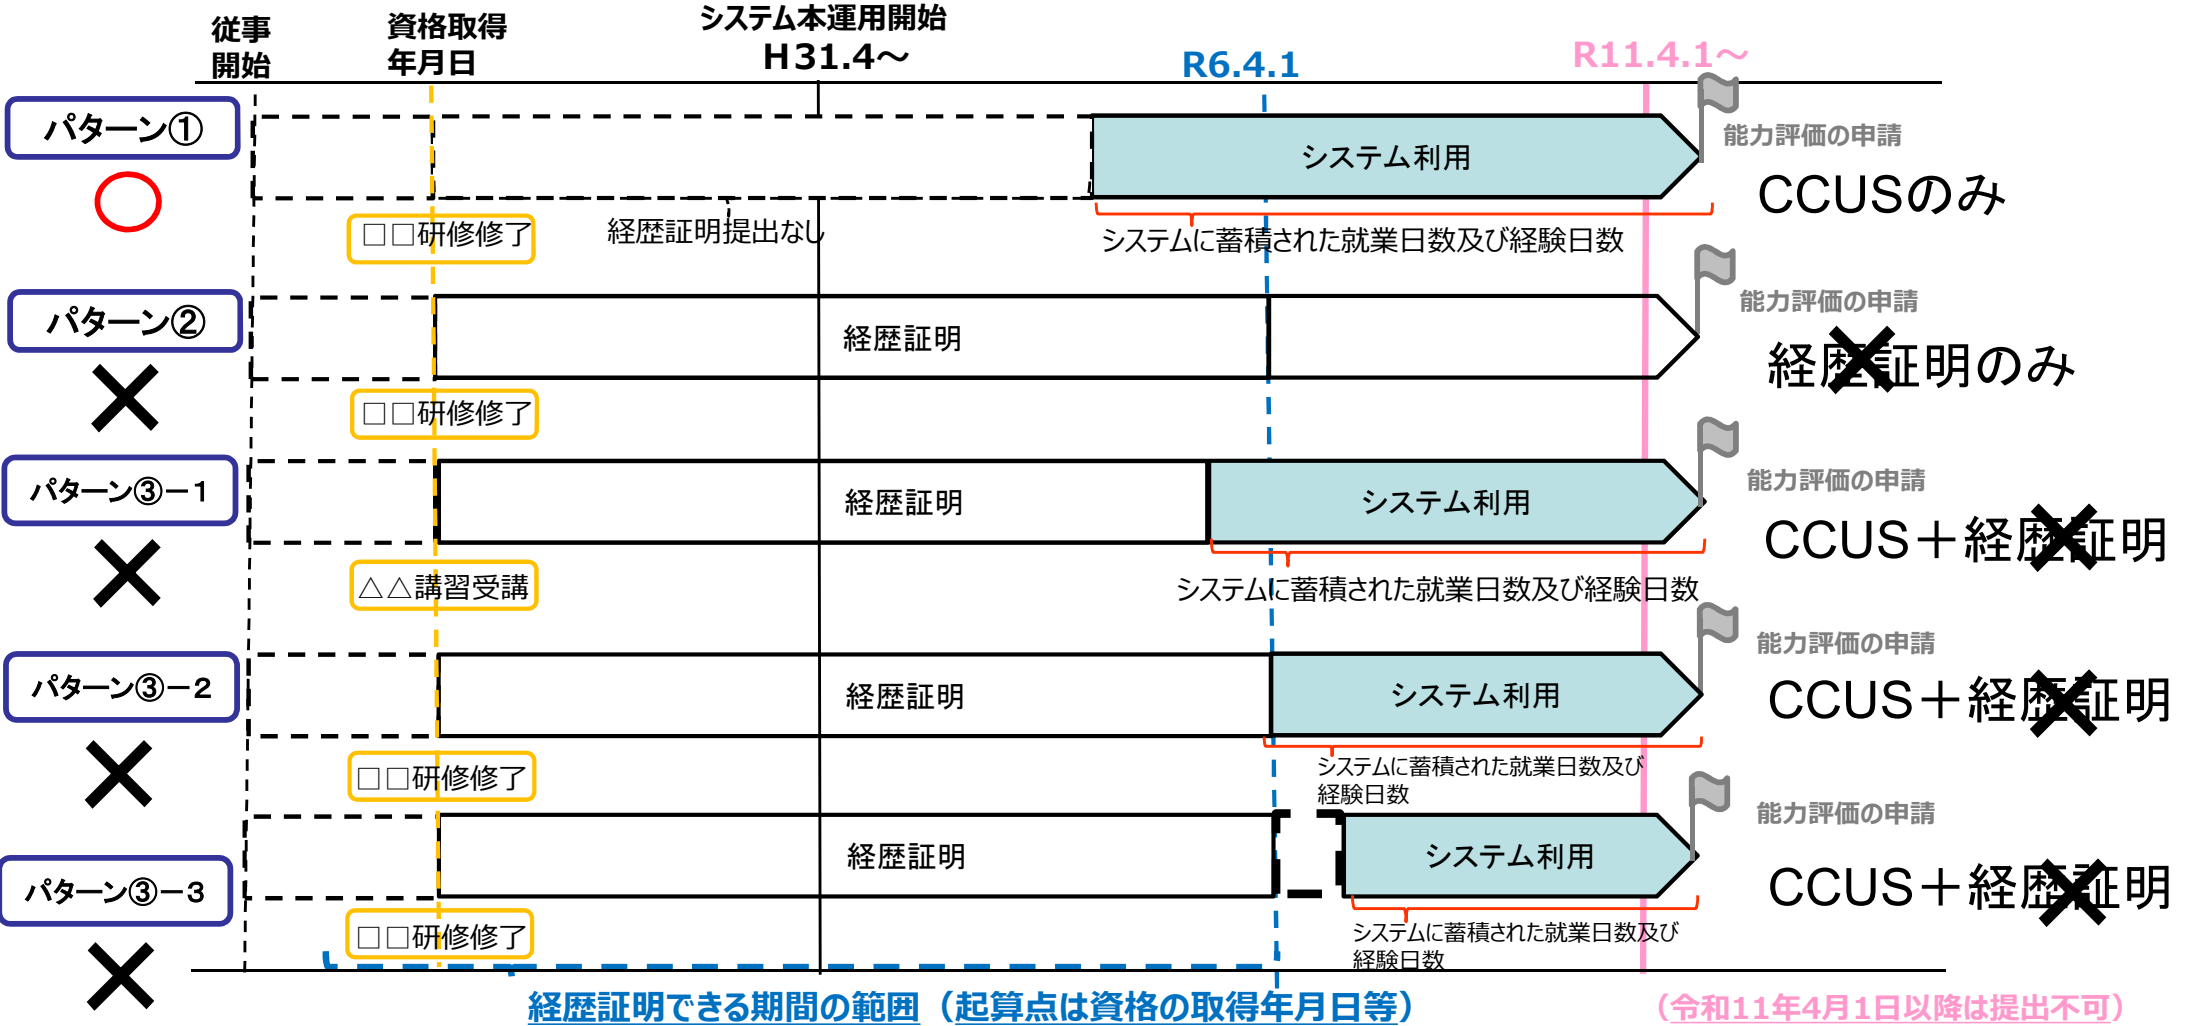 従事
開始
資格取得
年月日
システム本運用開始
H31.4～
R6.4.1
R11.4.1～
パターン①
システム利用
能力評価の申請
CCUSのみ
□□研修修了
経歴証明提出なし
システムに蓄積された就業日数及び経験日数
パターン②
経歴証明
能力評価の申請
経歴証明のみ
□□研修修了
パターン③－1
経歴証明
システム利用
能力評価の申請
CCUS＋経歴証明
△△講習受講
システムに蓄積された就業日数及び経験日数
パターン③－2
経歴証明
システム利用
能力評価の申請
CCUS＋経歴証明
□□研修修了
システムに蓄積された就業日数及び
経験日数
パターン③－3
経歴証明
システム利用
能力評価の申請
CCUS＋経歴証明
□□研修修了
システムに蓄積された就業日数及び
経験日数
経歴証明できる期間の範囲（起算点は資格の取得年月日等）
（令和11年4月1日以降は提出不可）